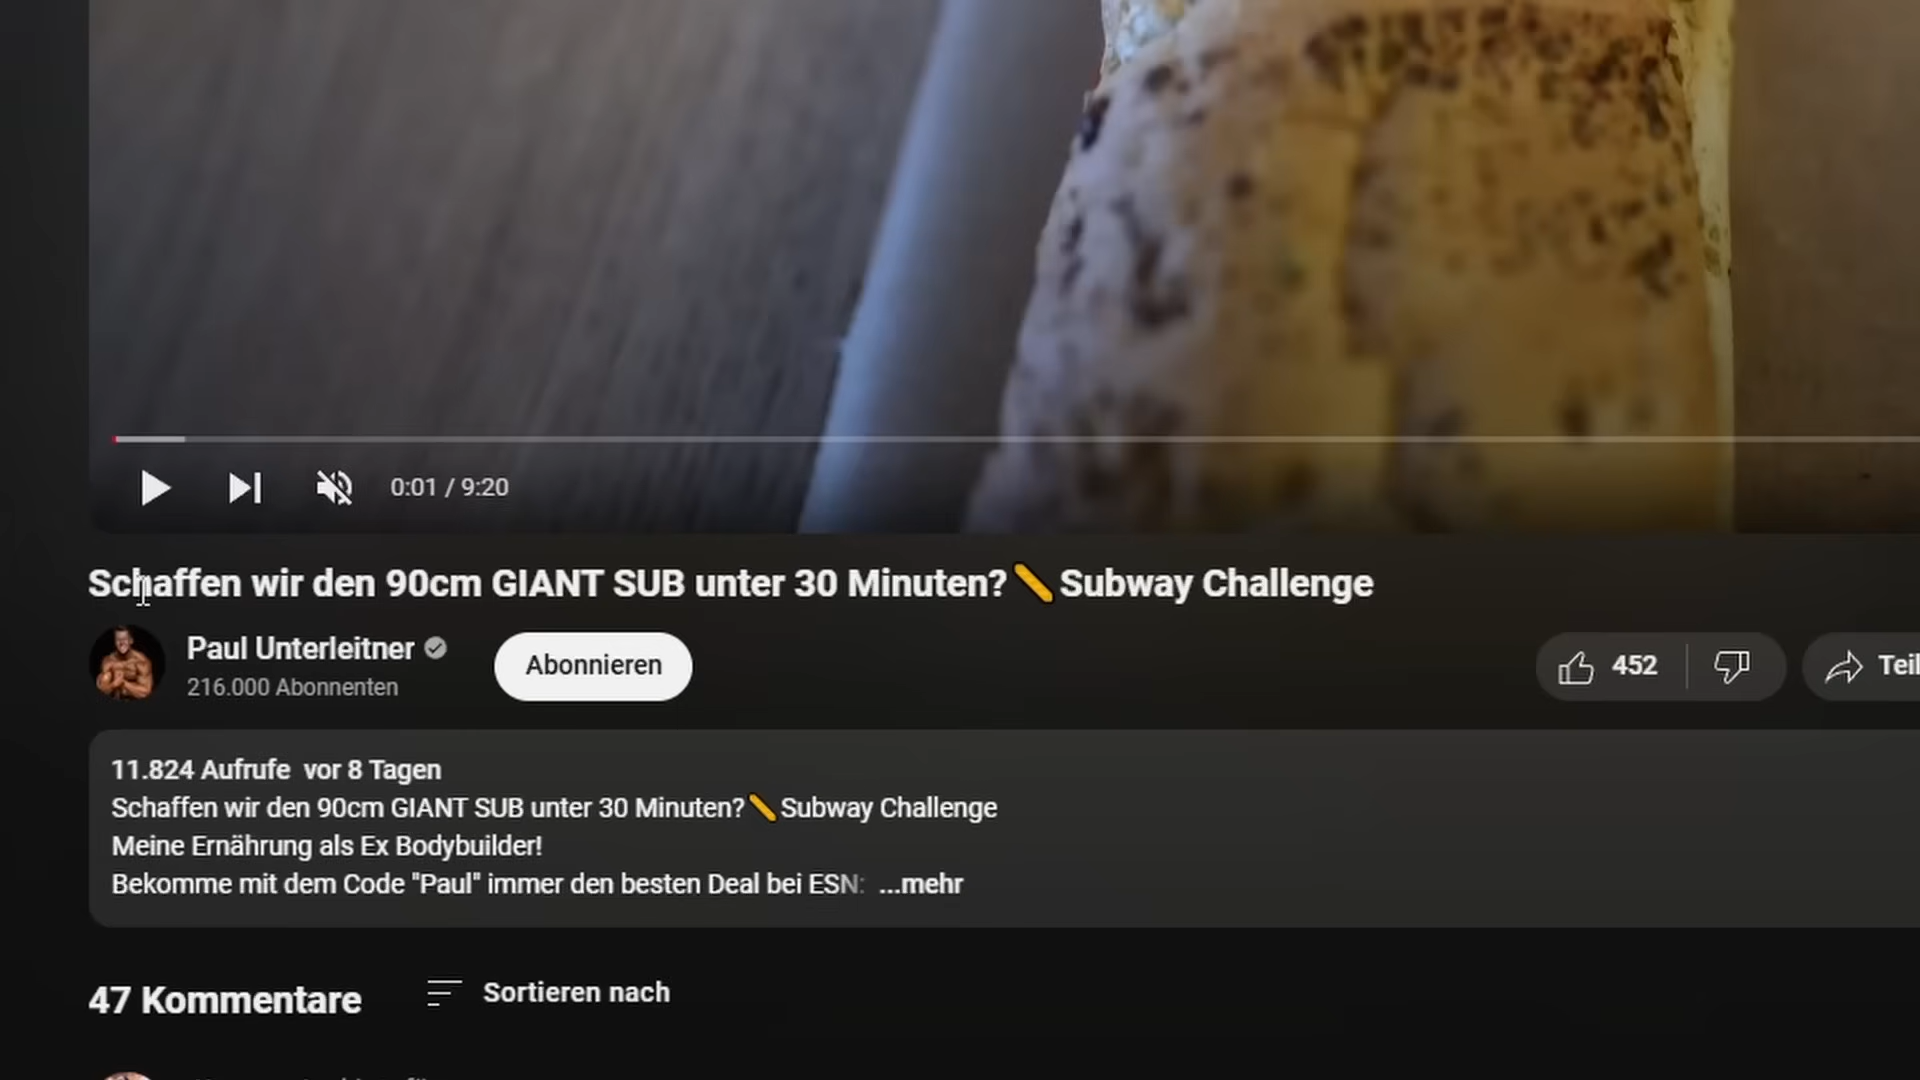 0:01 / 9:20
Schaffen wir den 90cm GIANT SUB unter 30 Minuten?📏Subway Challenge
Paul Unterleitner
216.000 Abonnenten
Abonnieren
452
Teil
11.824 Aufrufe vor 8 Tagen
Schaffen wir den 90cm GIANT SUB unter 30 Minuten?📏Subway Challenge
Meine Ernährung als Ex Bodybuilder!
Bekomme mit dem Code "Paul" immer den besten Deal bei ESN: ...mehr
47 Kommentare
Sortieren nach